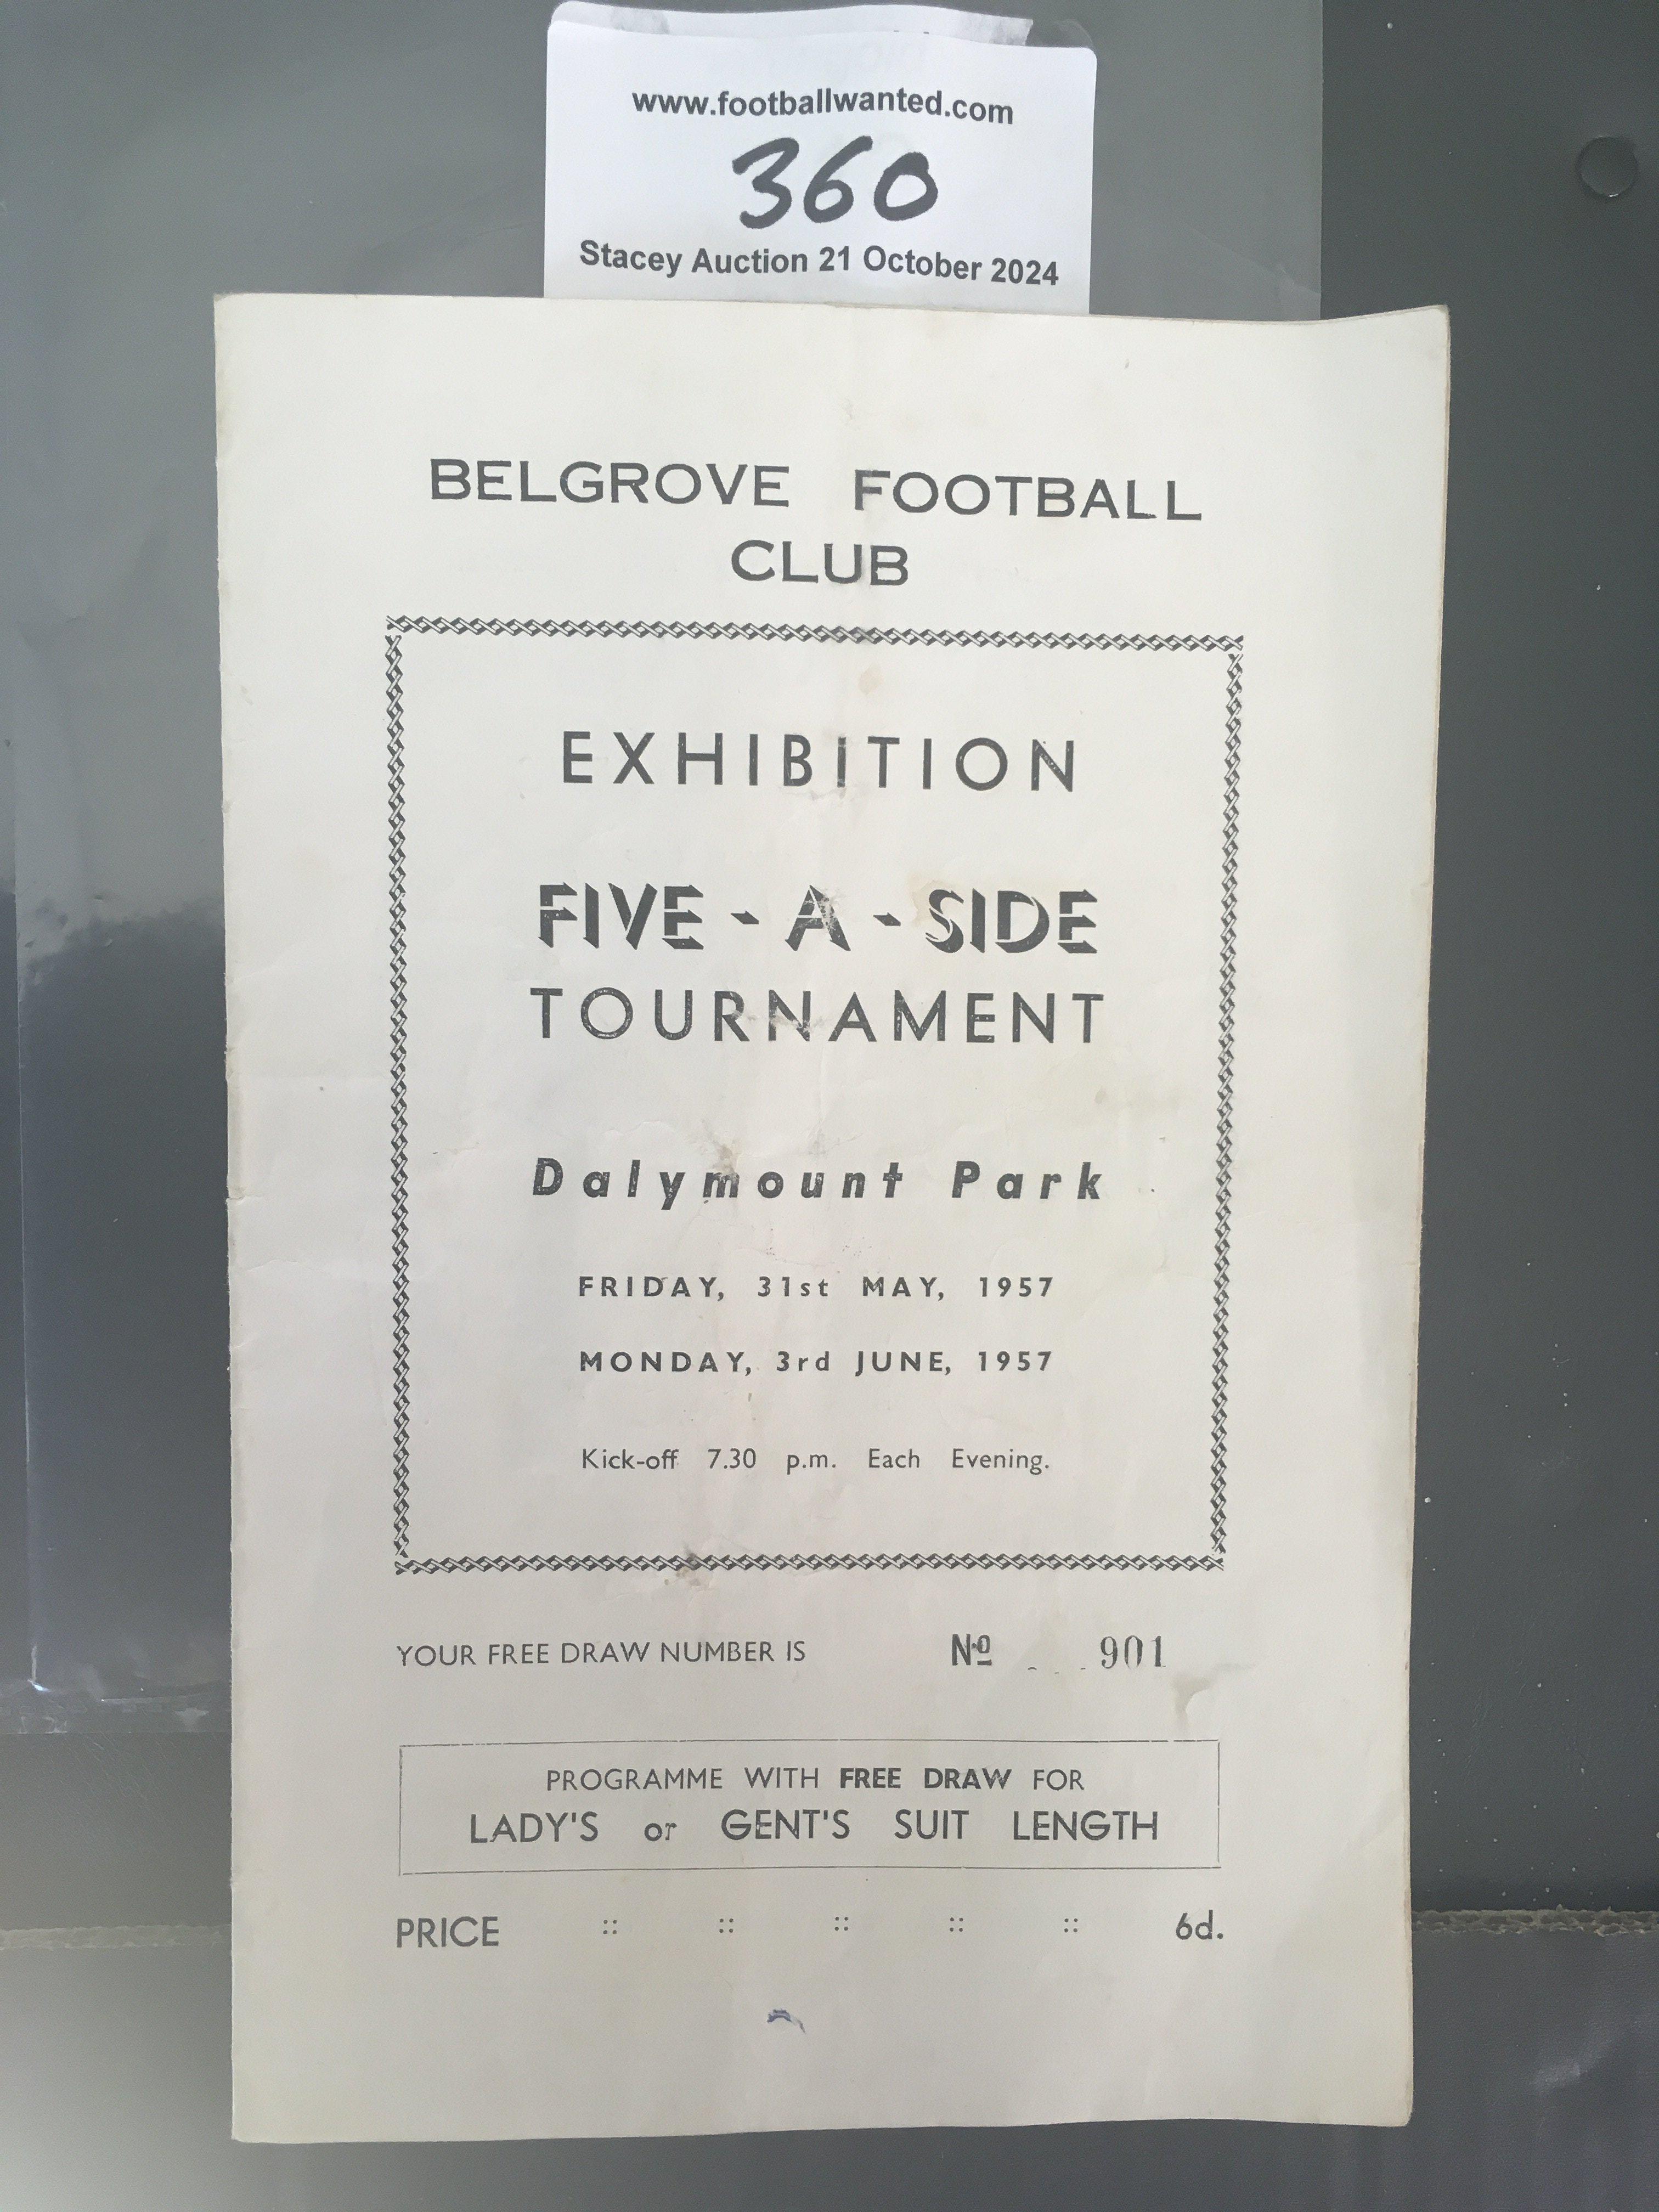 www.footballwanted.com
360
Stacey Auction 21 October 2024
BELGROVE FOOTBALL
CLUB
EXHIBITION
FIVE - A - SIDE
TOURNAMENT
Dalymount Park
FRIDAY, 31st MAY, 1957
MONDAY, 3rd JUNE, 1957
Kick-off 7.30 p.m. Each Evening.
YOUR FREE DRAW NUMBER IS Nº 901
PROGRAMME WITH FREE DRAW FOR
LADY'S or GENT'S SUIT LENGTH
PRICE :: :: :: :: :: 6d.